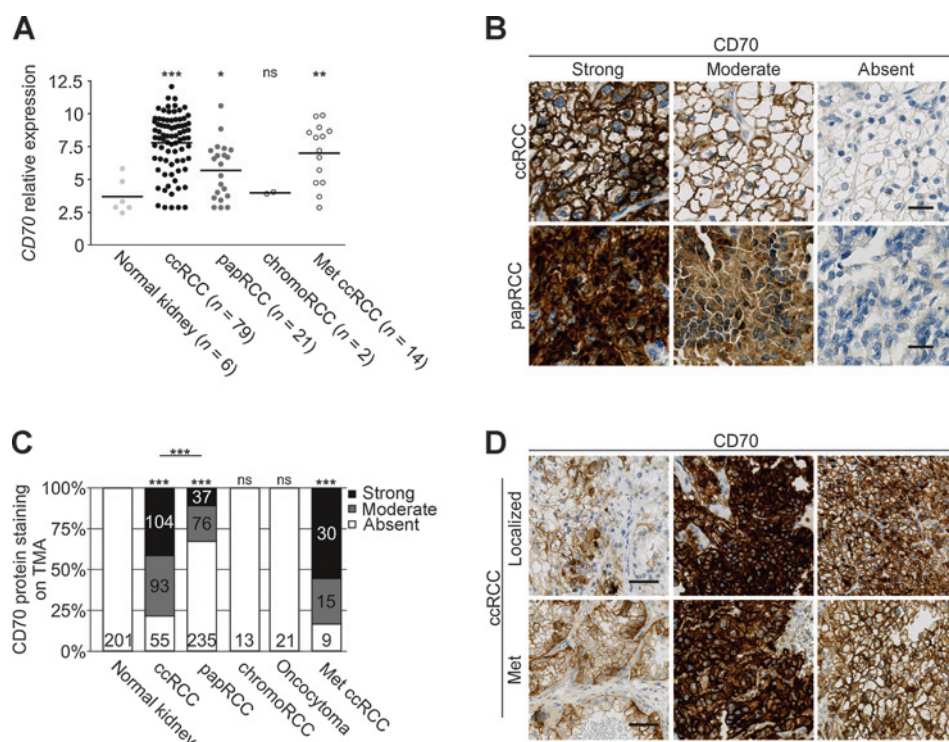 A
CD70 relative expression
12.5
10
7.5
5
2.5
0
***
*
ns
**
Normal kidney (n = 6)
ccRCC (n = 79)
papRCC (n = 21)
chromoRCC (n = 2)
Met ccRCC (n = 14)
B
CD70
Strong Moderate Absent
ccRCC
papRCC
C
CD70 protein staining
on TMA
***
*** *** ns ns ***
100%
75%
50%
25%
0%
104
93
55
37
76
235
201
13
21
30
15
9
Strong
Moderate
Absent
Normal kidney
ccRCC
papRCC
chromoRCC
Oncocytoma
Met ccRCC
D
CD70
ccRCC
Localized
Met